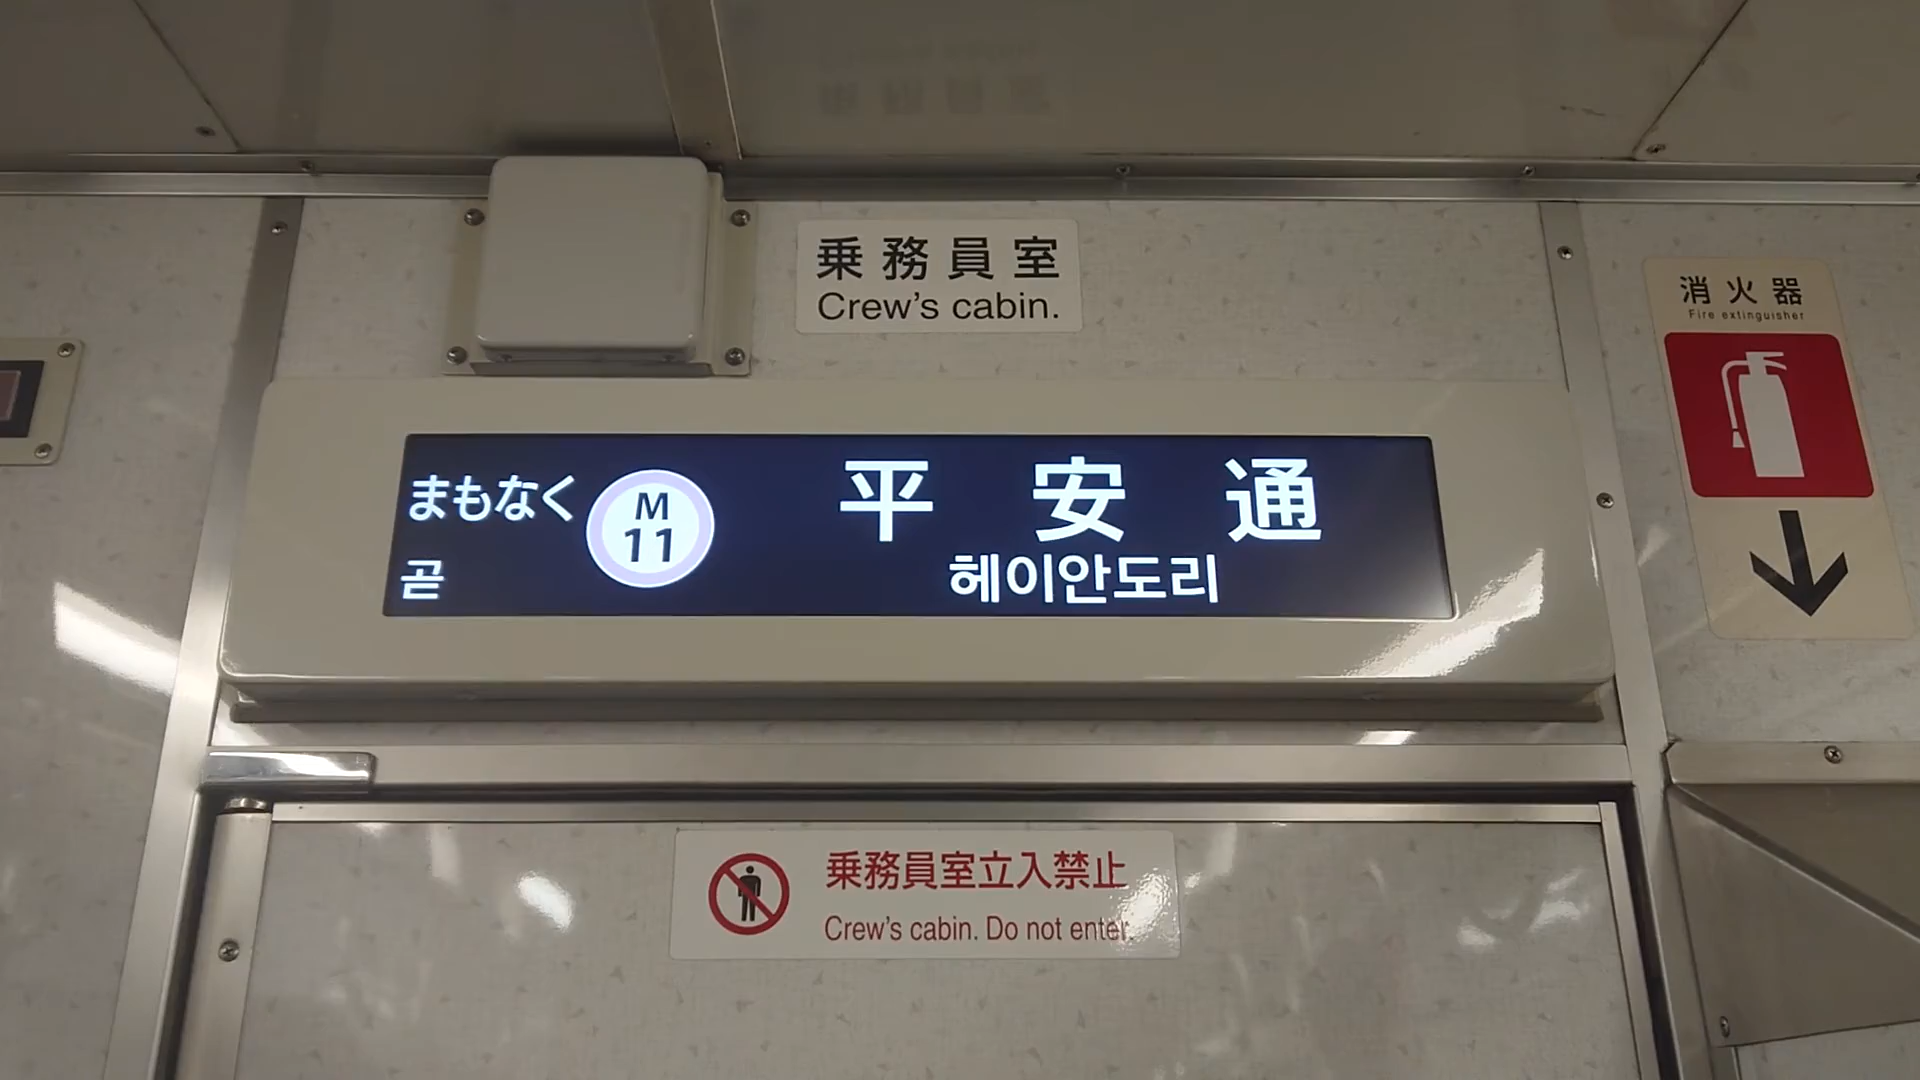 乗務員室
Crew's cabin.
消火器
Fire extinguisher
まもなく
M
11
平安通
곧
헤이안도리
乗務員室立入禁止
Crew's cabin. Do not enter.